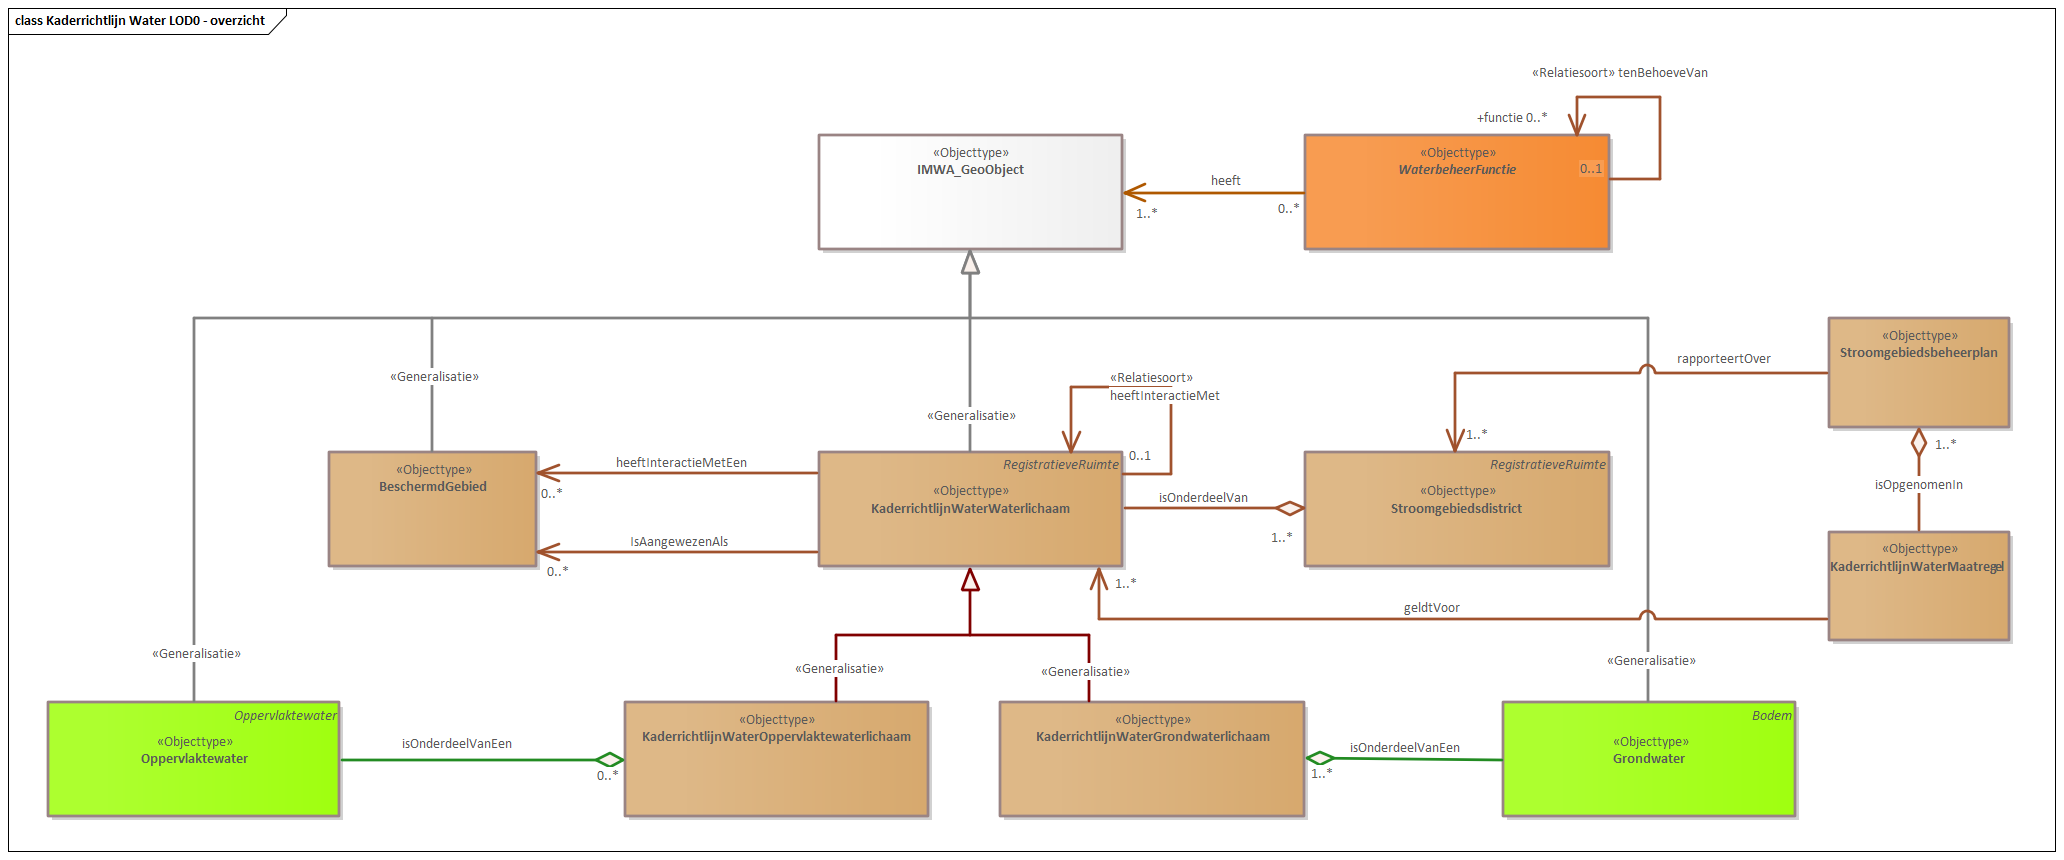 class Kaderrichtlijn Water LOD0 - overzicht
«Relatiesoort» tenBehoeveVan
+functie 0..*
«Objecttype»
IMWA_GeoObject
«Objecttype»
WaterbeheerFunctie
0..1
heeft
1..*
0..*
«Objecttype»
Stroomgebiedsbeheerplan
rapporteertOver
1..*
1..*
«Generalisatie»
«Relatiesoort»
heeftInteractieMet
«Generalisatie»
0..1
«Objecttype»
BeschermdGebied
heeftInteractieMetEen
0..*
IsAangewezenAls
0..*
RegistratieveRuimte
«Objecttype»
KaderrichtlijnWaterWaterlichaam
isOnderdeelVan
1..*
RegistratieveRuimte
«Objecttype»
Stroomgebiedsdistrict
isOpgenomenIn
«Objecttype»
KaderrichtlijnWaterMaatregel
1..*
geldtVoor
«Generalisatie»
«Generalisatie»
«Generalisatie»
«Generalisatie»
Oppervlaktewater
«Objecttype»
Oppervlaktewater
isOnderdeelVanEen
0..*
«Objecttype»
KaderrichtlijnWaterOppervlaktewaterlichaam
«Objecttype»
KaderrichtlijnWaterGrondwaterlichaam
isOnderdeelVanEen
1..*
Bodem
«Objecttype»
Grondwater